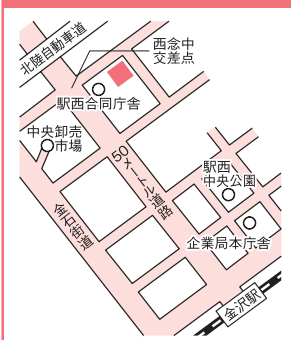 北陸自動車道
西念中
交差点
駅西合同庁舎
中央卸売
市場
50メートル道路
駅西
中央公園
金石街道
企業局本庁舎
金沢駅